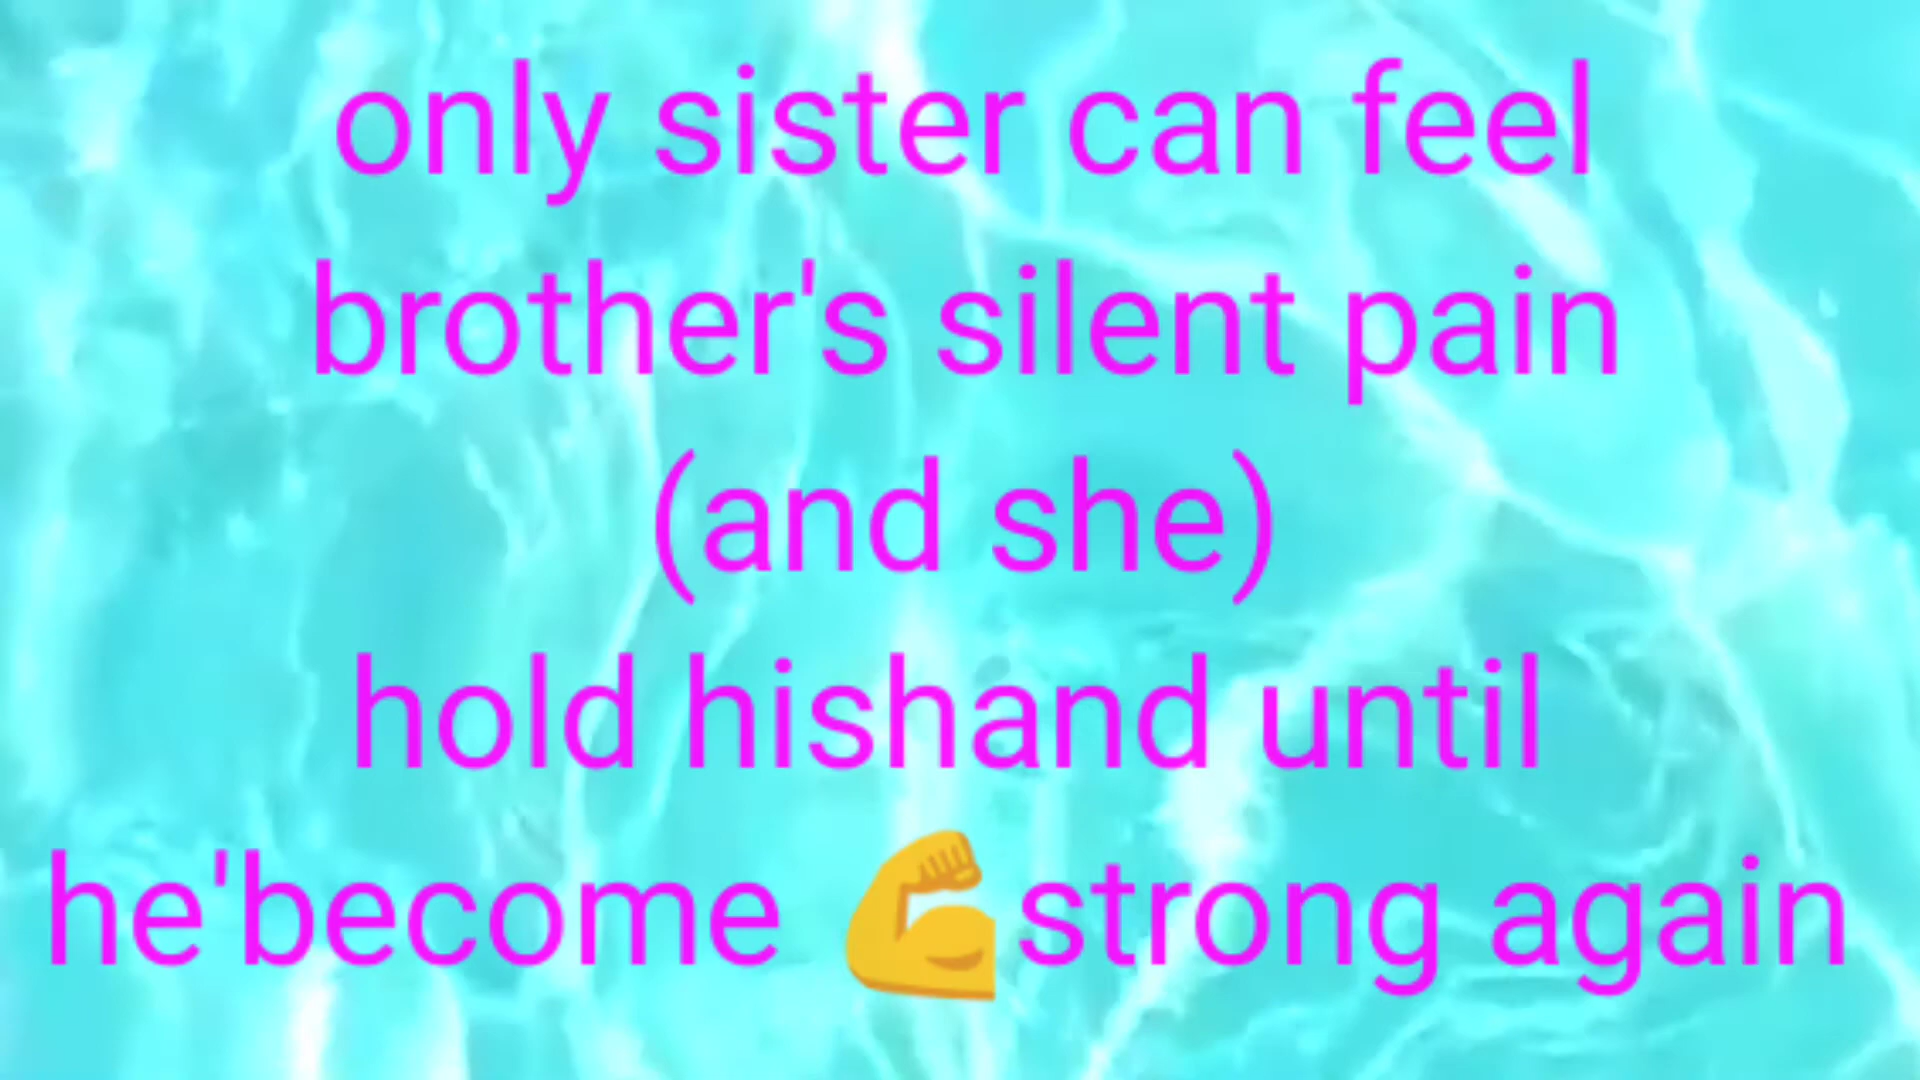 only sister can feel
brother's silent pain
(and she)
hold hishand until
he'become 💪strong again